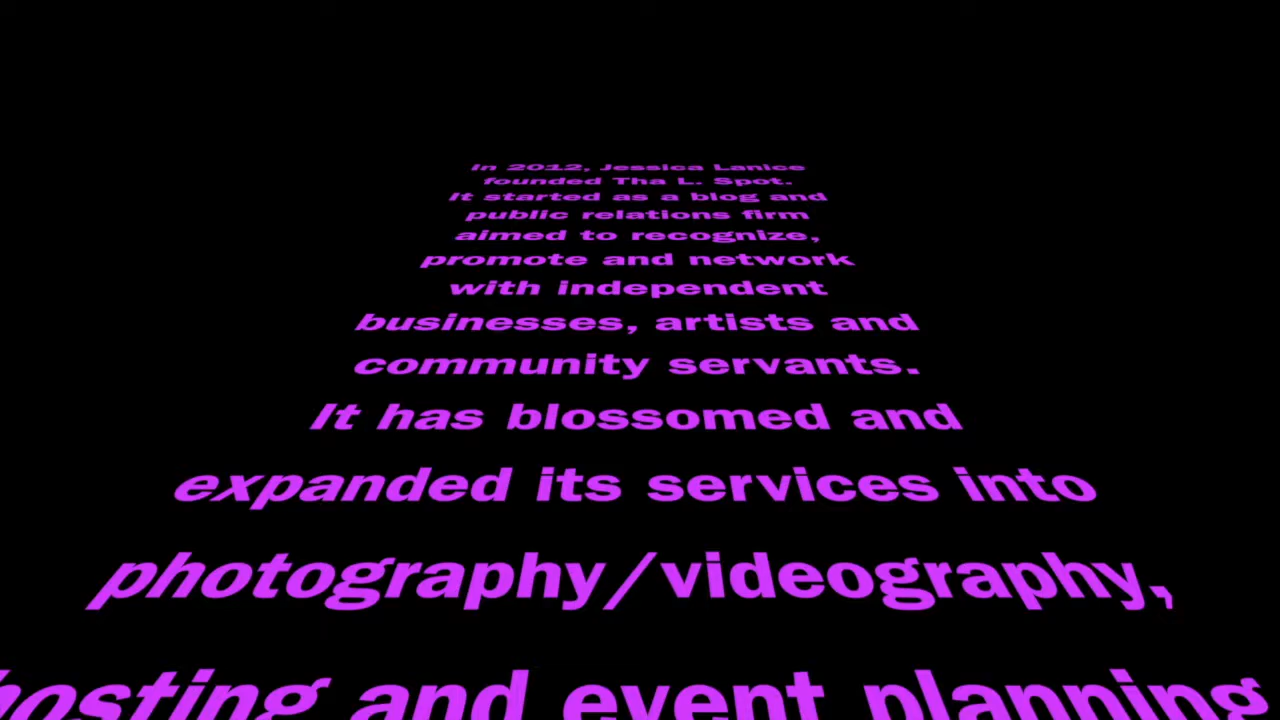 In 2012, Jessica Lanice
founded Tha L. Spot.
It started as a blog and
public relations firm
aimed to recognize,
promote and network
with independent
businesses, artists and
community servants.
It has blossomed and
expanded its services into
photography/videography,
hosting and event planning